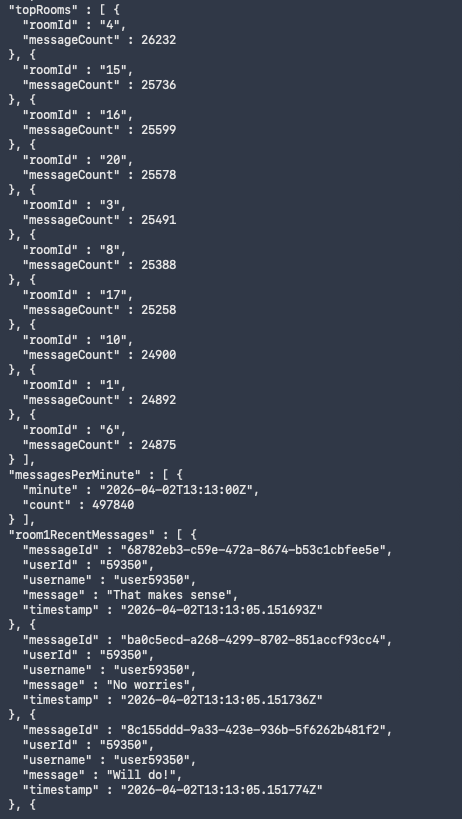 "topRooms" : [ {
"roomId" : "4",
"messageCount" : 26232
}, {
"roomId" : "15",
"messageCount" : 25736
}, {
"roomId" : "16",
"messageCount" : 25599
}, {
"roomId" : "20",
"messageCount" : 25578
}, {
"roomId" : "3",
"messageCount" : 25491
}, {
"roomId" : "8",
"messageCount" : 25388
}, {
"roomId" : "17",
"messageCount" : 25258
}, {
"roomId" : "10",
"messageCount" : 24900
}, {
"roomId" : "1",
"messageCount" : 24892
}, {
"roomId" : "6",
"messageCount" : 24875
} ],
"messagesPerMinute" : [ {
"minute" : "2026-04-02T13:13:00Z",
"count" : 497840
} ],
"room1RecentMessages" : [ {
"messageId" : "68782eb3-c59e-472a-8674-b53c1cbfee5e",
"userId" : "59350",
"username" : "user59350",
"message" : "That makes sense",
"timestamp" : "2026-04-02T13:13:05.151693Z"
}, {
"messageId" : "ba0c5ecd-a268-4299-8702-851accf93cc4",
"userId" : "59350",
"username" : "user59350",
"message" : "No worries",
"timestamp" : "2026-04-02T13:13:05.151736Z"
}, {
"messageId" : "8c155ddd-9a33-423e-936b-5f6262b481f2",
"userId" : "59350",
"username" : "user59350",
"message" : "Will do!",
"timestamp" : "2026-04-02T13:13:05.151774Z"
}, {